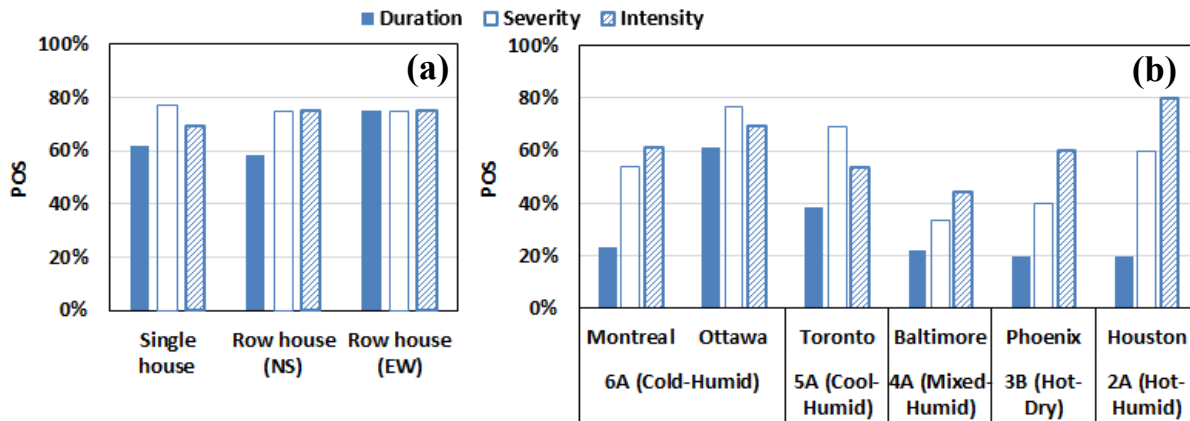 Duration Severity Intensity
(a)
100%
80%
60%
40%
20%
0%
POS
Single house
Row house (NS)
Row house (EW)
(b)
100%
80%
60%
40%
20%
0%
POS
Montreal Ottawa Toronto Baltimore Phoenix Houston
6A (Cold-Humid)
5A (Cool-
Humid)
4A (Mixed-
Humid)
3B (Hot-
Dry)
2A (Hot-
Humid)